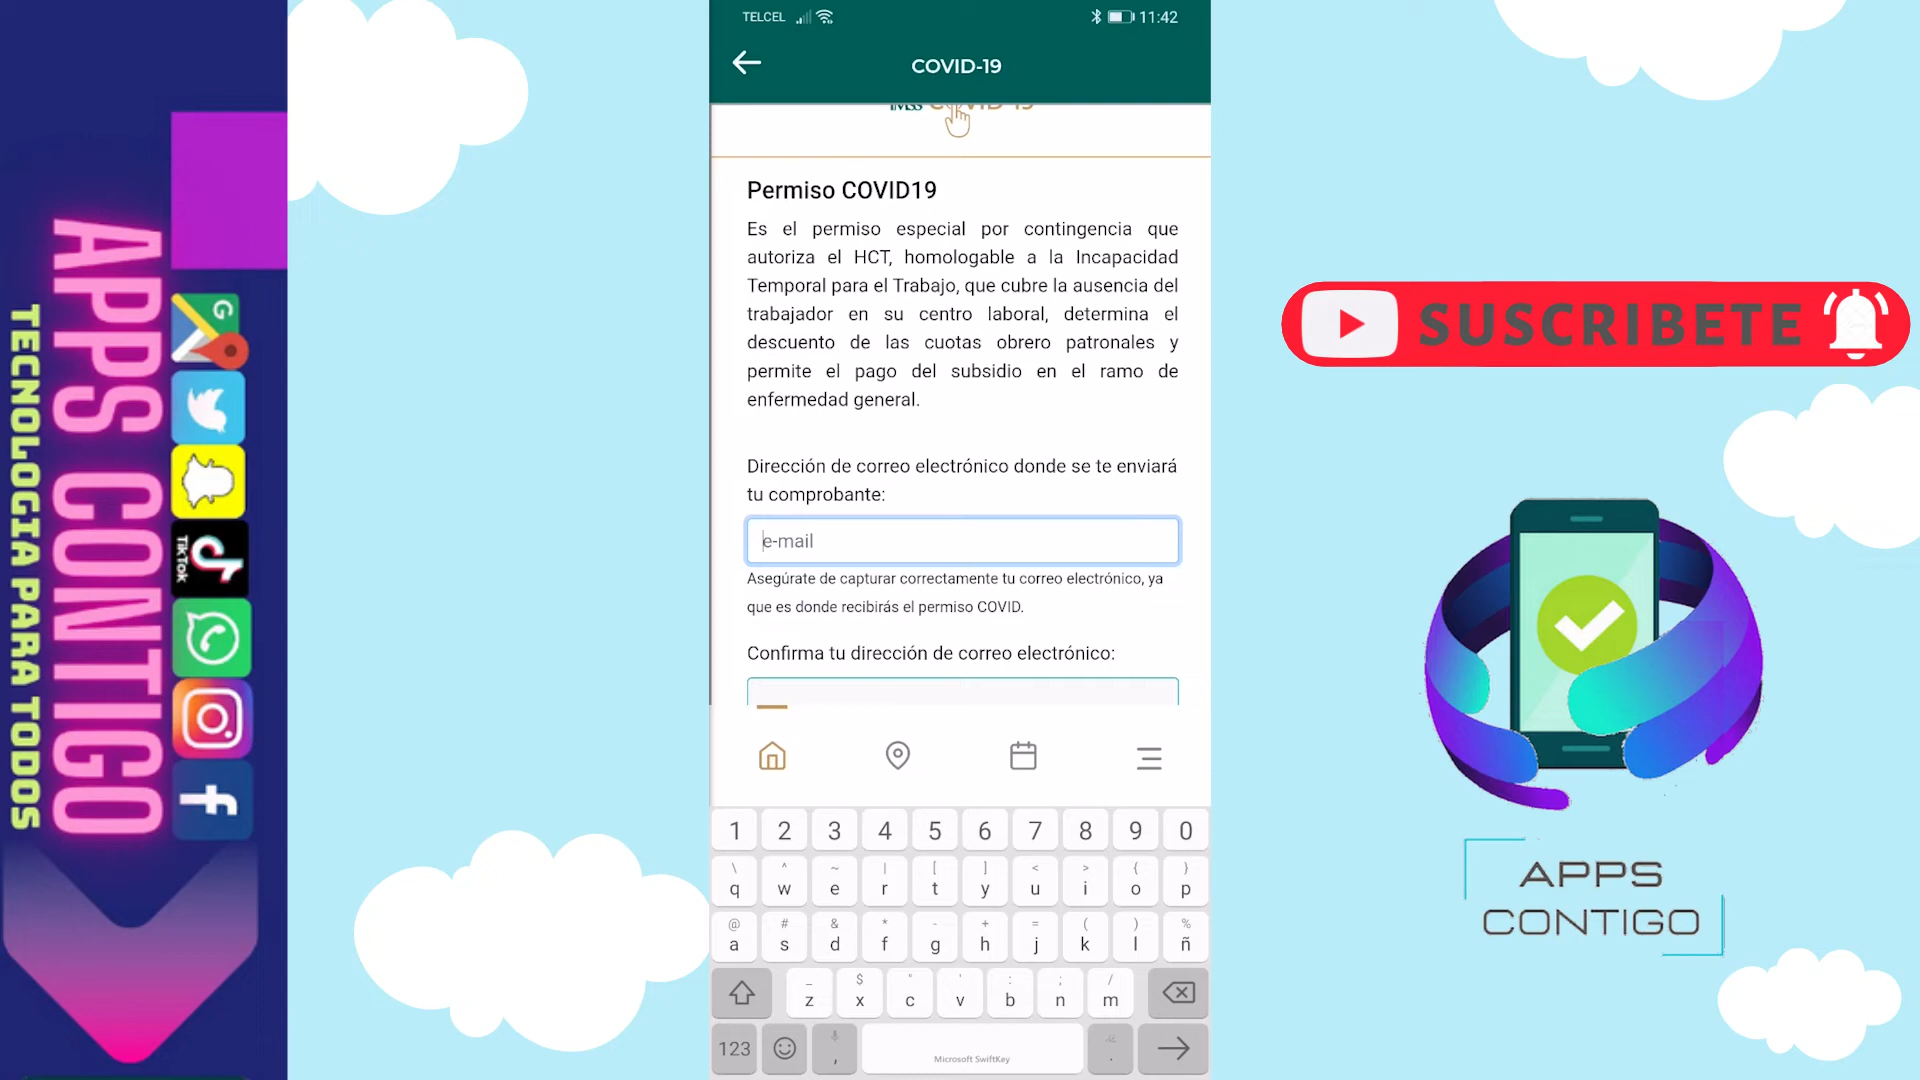 TECNOLOGIA PARA TODOS
APPS CONTIGO
G
TikTok
TELCEL
11:42
COVID-19
Permiso COVID19
Es el permiso especial por contingencia que
autoriza el HCT, homologable a la Incapacidad
Temporal para el Trabajo, que cubre la ausencia del
trabajador en su centro laboral, determina el
descuento de las cuotas obrero patronales y
permite el pago del subsidio en el ramo de
enfermedad general.
Dirección de correo electrónico donde se te enviará
tu comprobante:
e-mail
Asegúrate de capturar correctamente tu correo electrónico, ya
que es donde recibirás el permiso COVID.
Confirma tu dirección de correo electrónico:
1 2 3 4 5 6 7 8 9 0
\ ^ ~ | [ ] < > { }
q w e r t y u i o p
@ # & * - + = ( ) %
a s d f g h j k l ñ
_ $ " ' : ; /
z x c v b n m
123 , Microsoft SwiftKey .
SUSCRIBETE
APPS
CONTIGO